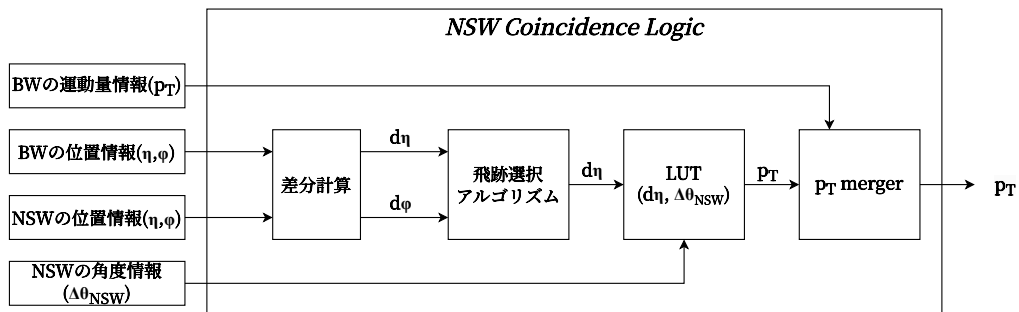 NSW Coincidence Logic
BWの運動量情報(pT)
BWの位置情報(η,φ)
NSWの位置情報(η,φ)
NSWの角度情報
(ΔθNSW)
差分計算
dη
dφ
飛跡選択
アルゴリズム
dη
LUT
(dη, ΔθNSW)
pT
pT merger
pT